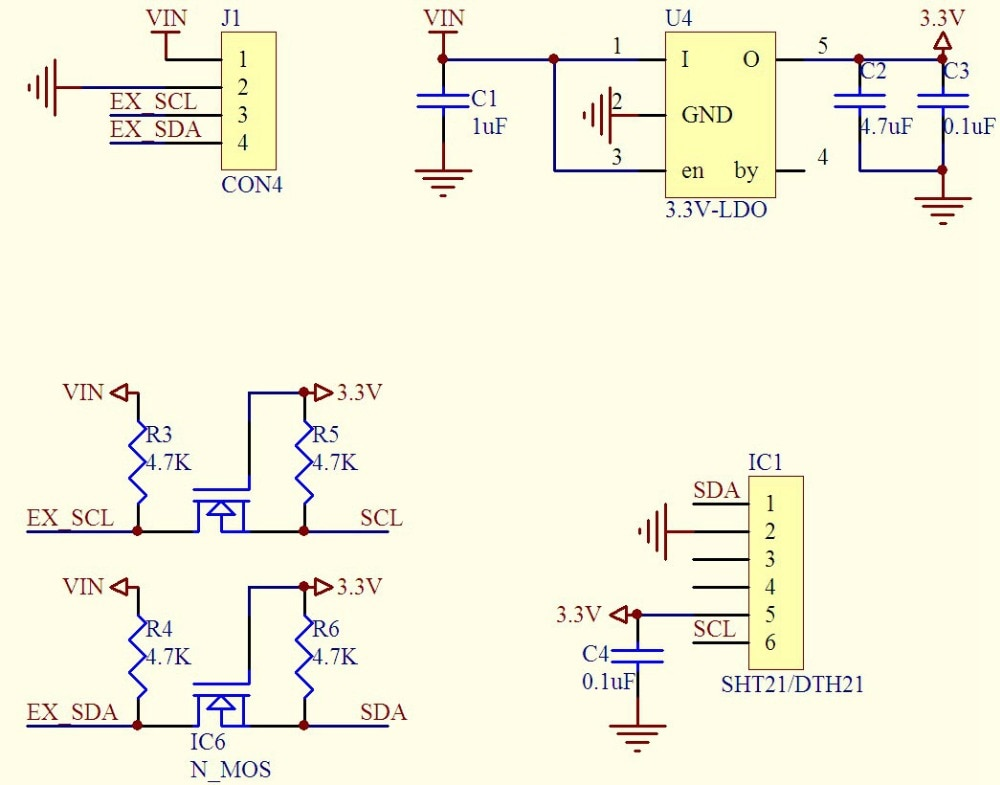 VIN
J1
1
2
EX_SCL
3
EX_SDA
4
CON4
VIN
C1
1uF
U4
1
I
O
5
2
GND
3
en
by
4
3.3V-LDO
3.3V
C2
4.7uF
C3
0.1uF
VIN
3.3V
R3
4.7K
R5
4.7K
EX_SCL
SCL
VIN
3.3V
R4
4.7K
R6
4.7K
EX_SDA
SDA
IC6
N_MOS
IC1
SDA
1
2
3
4
3.3V
5
SCL
6
C4
0.1uF
SHT21/DTH21